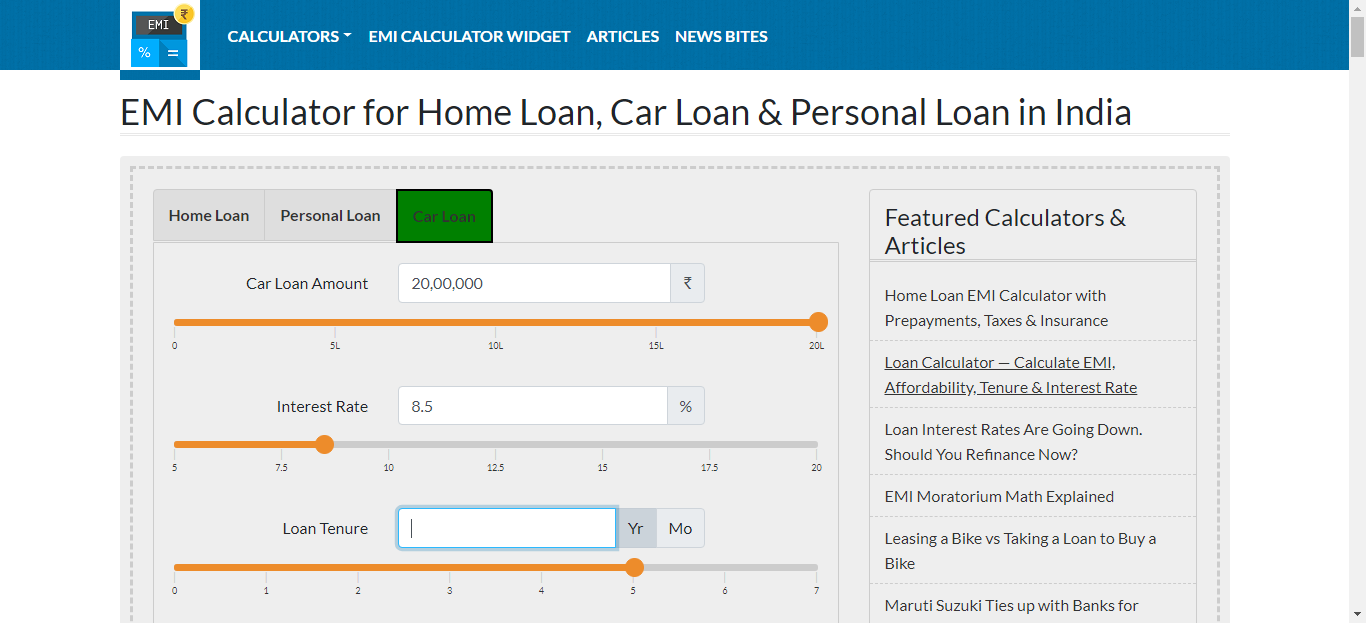 EMI
₹
%
=
CALCULATORS
EMI CALCULATOR WIDGET
ARTICLES
NEWS BITES
EMI Calculator for Home Loan, Car Loan & Personal Loan in India
Home Loan
Personal Loan
Car Loan
Car Loan Amount
20,00,000
₹
0
5L
10L
15L
20L
Interest Rate
8.5
%
5
7.5
10
12.5
15
17.5
20
Loan Tenure
Yr
Mo
0
1
2
3
4
5
6
7
Featured Calculators &
Articles
Home Loan EMI Calculator with
Prepayments, Taxes & Insurance
Loan Calculator — Calculate EMI,
Affordability, Tenure & Interest Rate
Loan Interest Rates Are Going Down.
Should You Refinance Now?
EMI Moratorium Math Explained
Leasing a Bike vs Taking a Loan to Buy a
Bike
Maruti Suzuki Ties up with Banks for